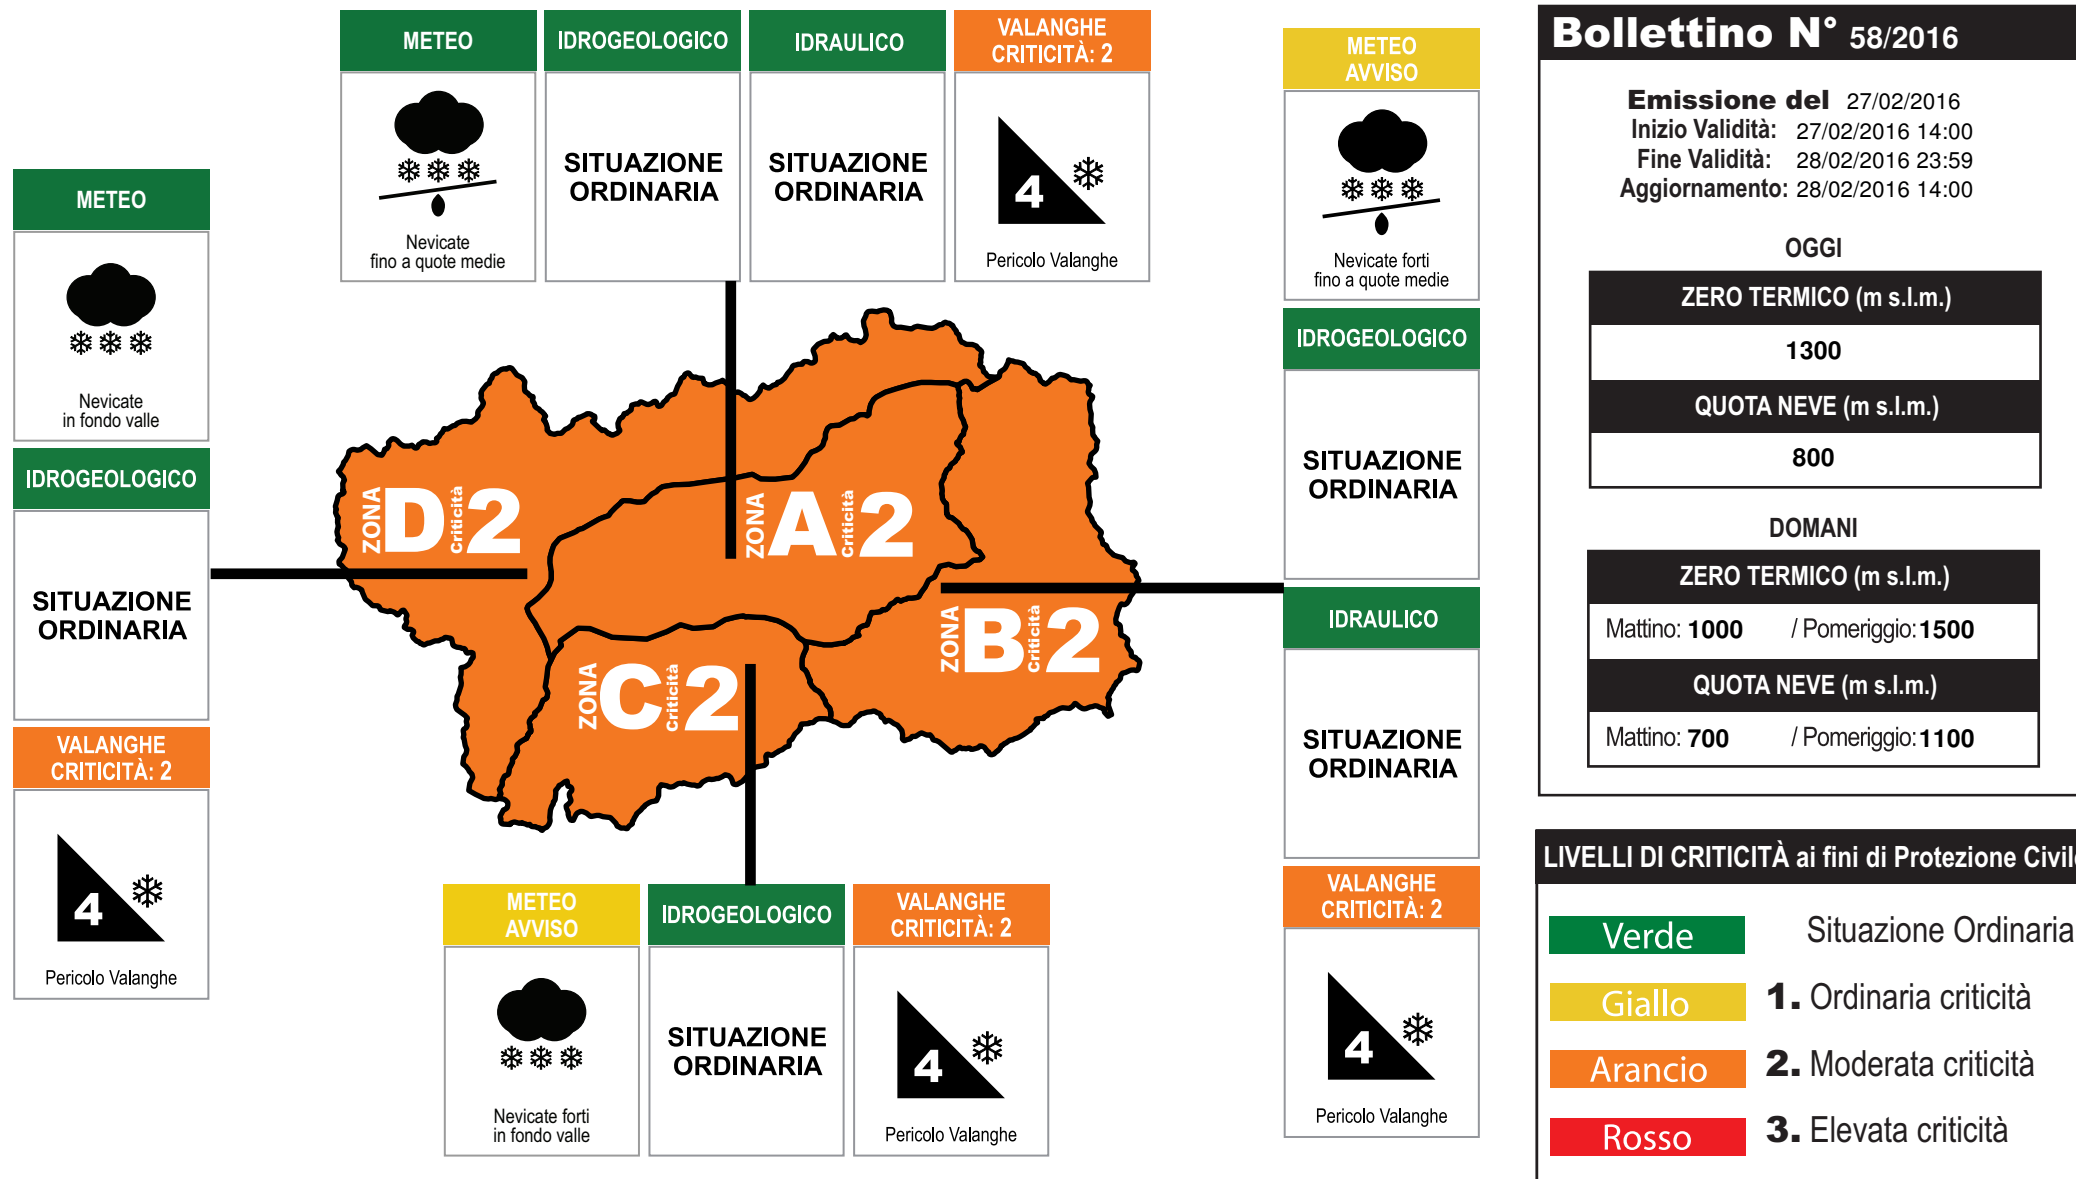 METEO
IDROGEOLOGICO
IDRAULICO
VALANGHE
CRITICITÀ: 2
Nevicate
fino a quote medie
SITUAZIONE
ORDINARIA
SITUAZIONE
ORDINARIA
4
Pericolo Valanghe
METEO
Nevicate
in fondo valle
IDROGEOLOGICO
SITUAZIONE
ORDINARIA
VALANGHE
CRITICITÀ: 2
4
Pericolo Valanghe
ZONA D Criticità 2
ZONA A Criticità 2
ZONA B Criticità 2
ZONA C Criticità 2
METEO
AVVISO
Nevicate forti
in fondo valle
IDROGEOLOGICO
SITUAZIONE
ORDINARIA
VALANGHE
CRITICITÀ: 2
4
Pericolo Valanghe
METEO
AVVISO
Nevicate forti
fino a quote medie
IDROGEOLOGICO
SITUAZIONE
ORDINARIA
IDRAULICO
SITUAZIONE
ORDINARIA
VALANGHE
CRITICITÀ: 2
4
Pericolo Valanghe
Bollettino N° 58/2016
Emissione del 27/02/2016
Inizio Validità: 27/02/2016 14:00
Fine Validità: 28/02/2016 23:59
Aggiornamento: 28/02/2016 14:00
OGGI
ZERO TERMICO (m s.l.m.)
1300
QUOTA NEVE (m s.l.m.)
800
DOMANI
ZERO TERMICO (m s.l.m.)
Mattino: 1000 / Pomeriggio: 1500
QUOTA NEVE (m s.l.m.)
Mattino: 700 / Pomeriggio: 1100
LIVELLI DI CRITICITÀ ai fini di Protezione Civile
Verde Situazione Ordinaria
Giallo 1. Ordinaria criticità
Arancio 2. Moderata criticità
Rosso 3. Elevata criticità